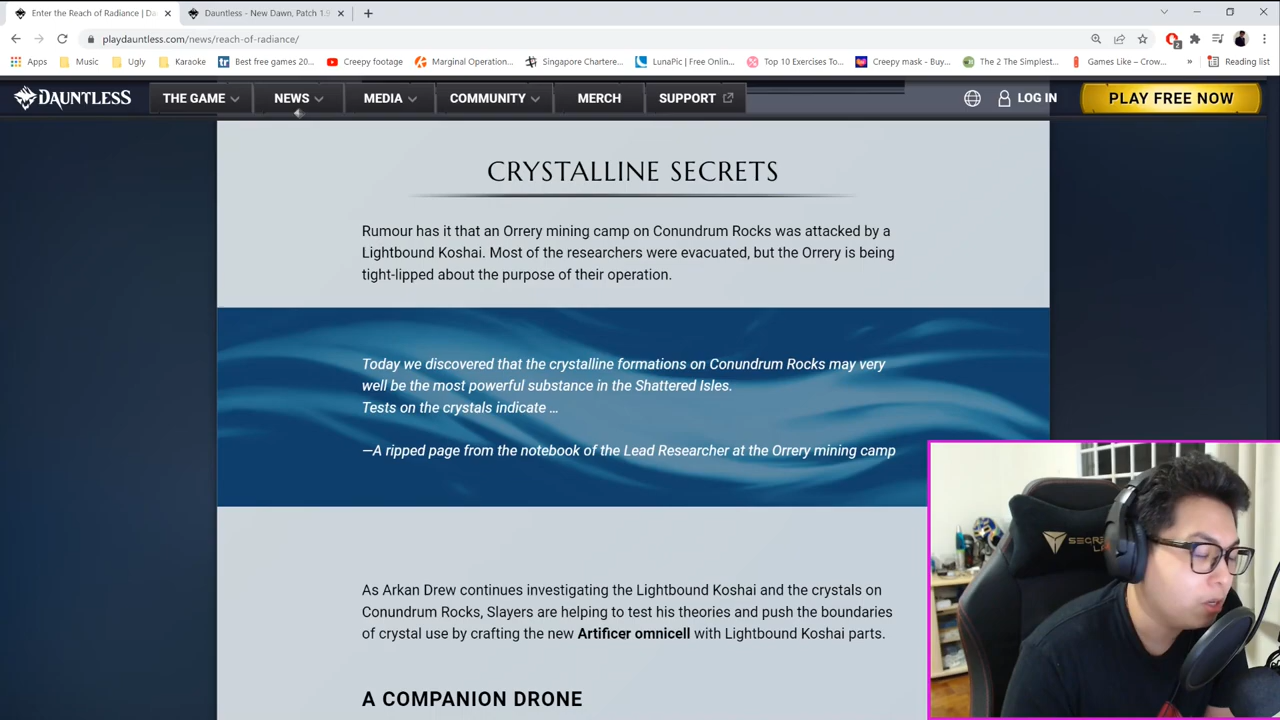 Enter the Reach of Radiance | Da
Dauntless - New Dawn, Patch 1.9
playdauntless.com/news/reach-of-radiance/
2
Apps Music Ugly Karaoke Best free games 20... Creepy footage Marginal Operation... Singapore Chartere... LunaPic | Free Onlin... Top 10 Exercises To... Creepy mask - Buy... The 2 The Simplest... Games Like – Crow... » Reading list
DAUNTLESS THE GAME NEWS MEDIA COMMUNITY MERCH SUPPORT LOG IN PLAY FREE NOW
CRYSTALLINE SECRETS
Rumour has it that an Orrery mining camp on Conundrum Rocks was attacked by a
Lightbound Koshai. Most of the researchers were evacuated, but the Orrery is being
tight-lipped about the purpose of their operation.
Today we discovered that the crystalline formations on Conundrum Rocks may very
well be the most powerful substance in the Shattered Isles.
Tests on the crystals indicate ...
—A ripped page from the notebook of the Lead Researcher at the Orrery mining camp
As Arkan Drew continues investigating the Lightbound Koshai and the crystals on
Conundrum Rocks, Slayers are helping to test his theories and push the boundaries
of crystal use by crafting the new Artificer omnicell with Lightbound Koshai parts.
A COMPANION DRONE